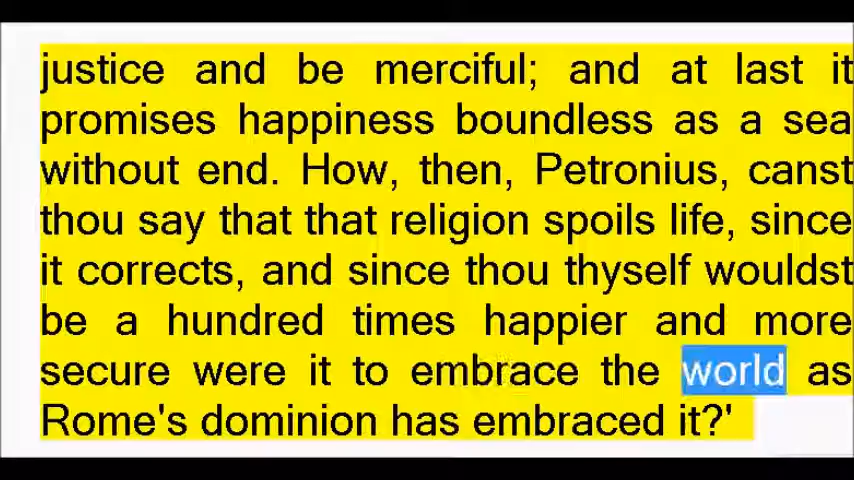 justice and be merciful; and at last it
promises happiness boundless as a sea
without end. How, then, Petronius, canst
thou say that that religion spoils life, since
it corrects, and since thou thyself wouldst
be a hundred times happier and more
secure were it to embrace the world as
Rome's dominion has embraced it?'